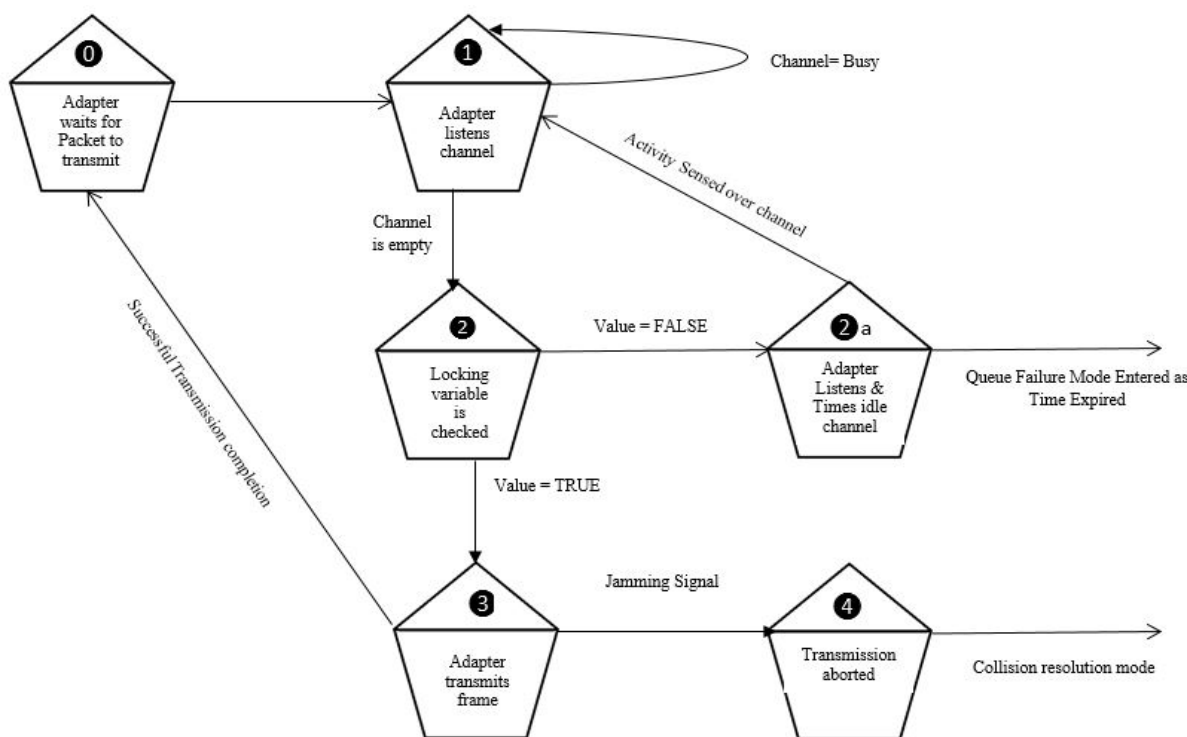 0
Adapter
waits for
Packet to
transmit
1
Adapter
listens
channel
Channel= Busy
Activity Sensed over channel
Channel
is empty
2
Locking
variable
is
checked
Value = FALSE
2 a
Adapter
Listens &
Times idle
channel
Queue Failure Mode Entered as
Time Expired
Successful Transmission completion
Value = TRUE
3
Adapter
transmits
frame
Jamming Signal
4
Transmission
aborted
Collision resolution mode